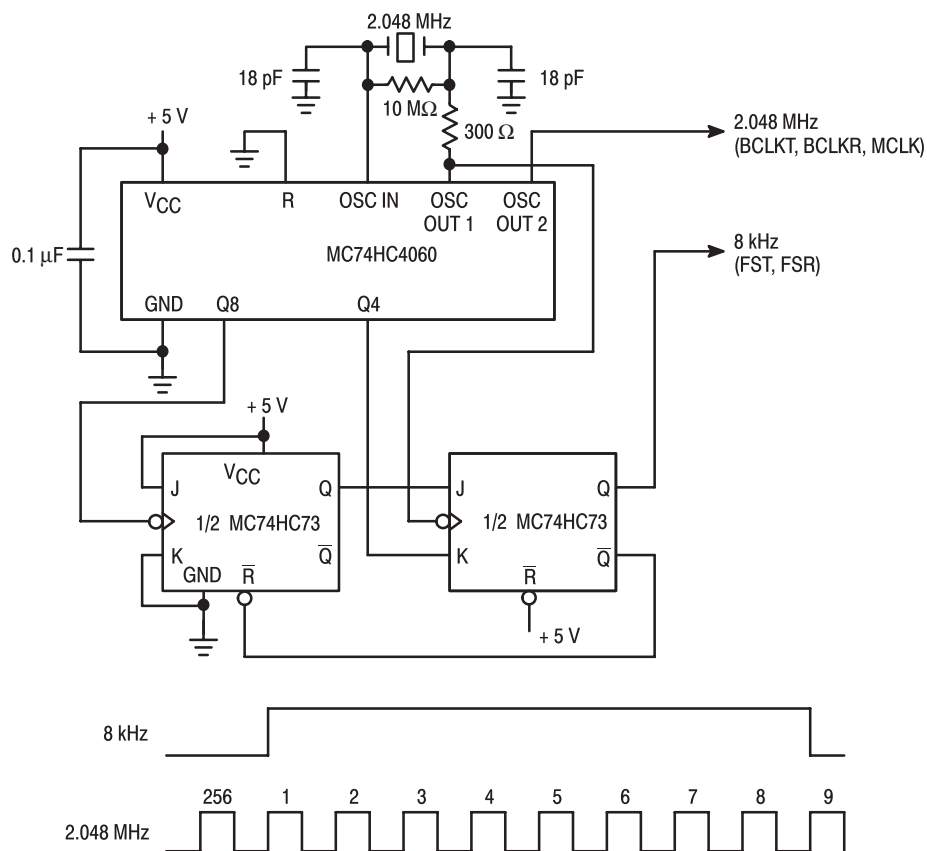 2.048 MHz
18 pF
18 pF
10 MΩ
300 Ω
+ 5 V
2.048 MHz
(BCLKT, BCLKR, MCLK)
VCC
R
OSC IN
OSC
OUT 1
OSC
OUT 2
0.1 µF
MC74HC4060
8 kHz
(FST, FSR)
GND
Q8
Q4
+ 5 V
VCC
J
Q
J
Q
1/2 MC74HC73
1/2 MC74HC73
K
Q̅
K
Q̅
GND
R̅
R̅
+ 5 V
8 kHz
256 1 2 3 4 5 6 7 8 9
2.048 MHz